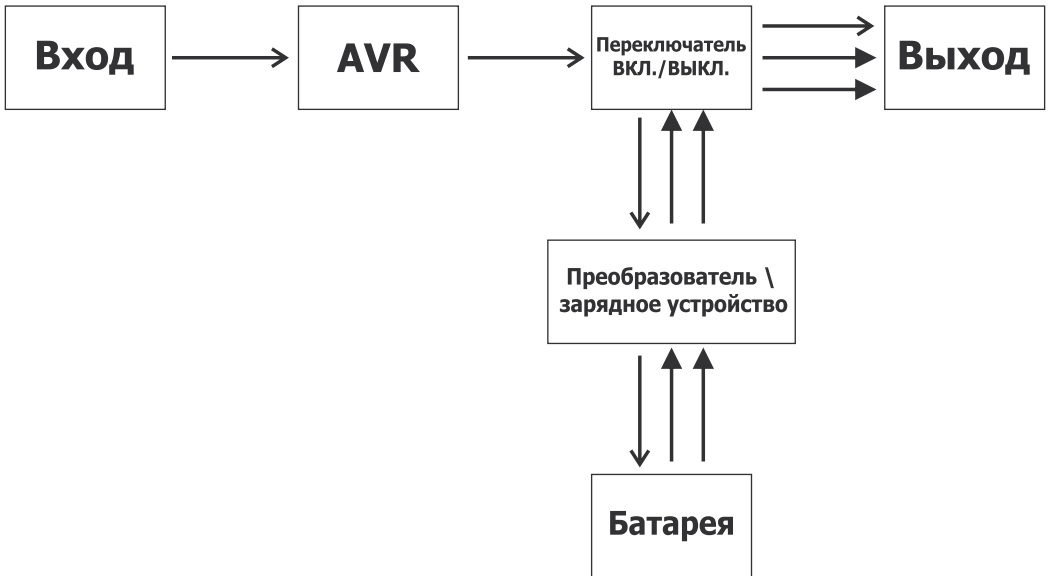 Вход
AVR
Переключатель
ВКЛ./ВЫКЛ.
Выход
Преобразователь \
зарядное устройство
Батарея